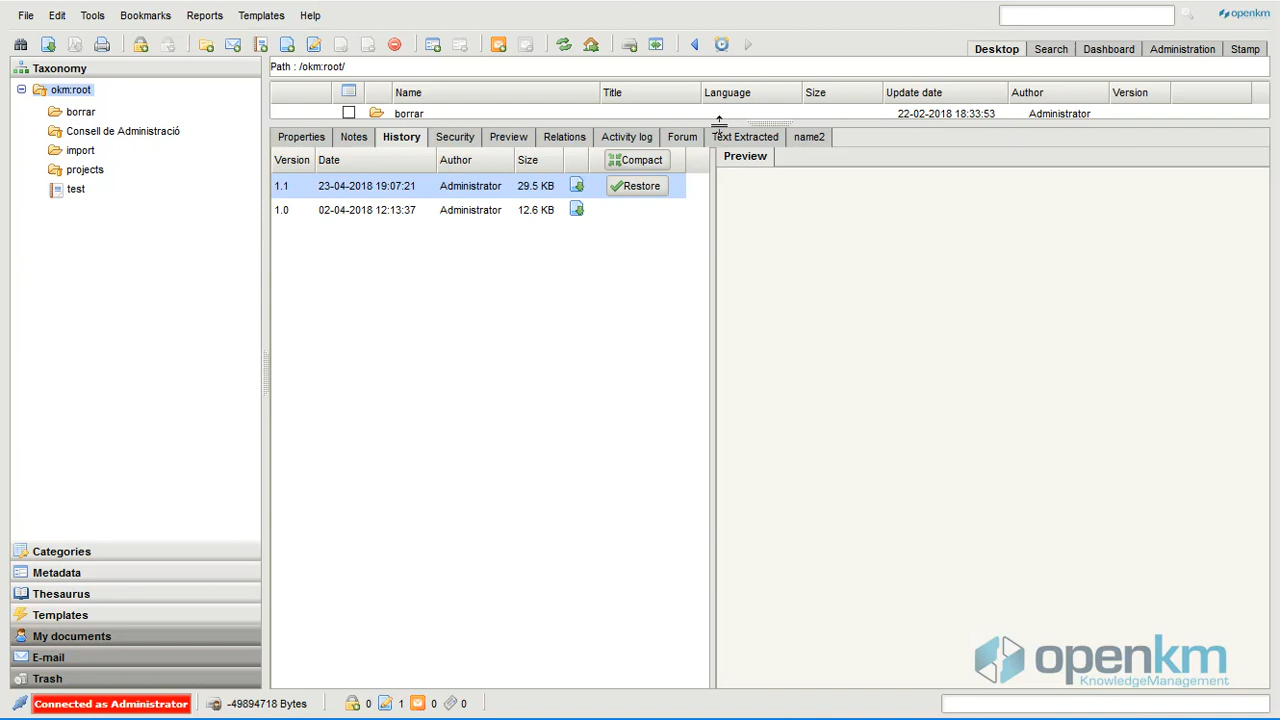 File Edit Tools Bookmarks Reports Templates Help
openkm
Desktop Search Dashboard Administration Stamp
Taxonomy
Path : /okm:root/
okm:root
borrar
Consell de Administració
import
projects
test
Name Title Language Size Update date Author Version
borrar 22-02-2018 18:33:53 Administrator
Properties Notes History Security Preview Relations Activity log Forum Text Extracted name2
Version Date Author Size Compact
1.1 23-04-2018 19:07:21 Administrator 29.5 KB Restore
1.0 02-04-2018 12:13:37 Administrator 12.6 KB
Preview
Categories
Metadata
Thesaurus
Templates
My documents
E-mail
Trash
openkm
KnowledgeManagement
Connected as Administrator -49894718 Bytes 0 1 0 0